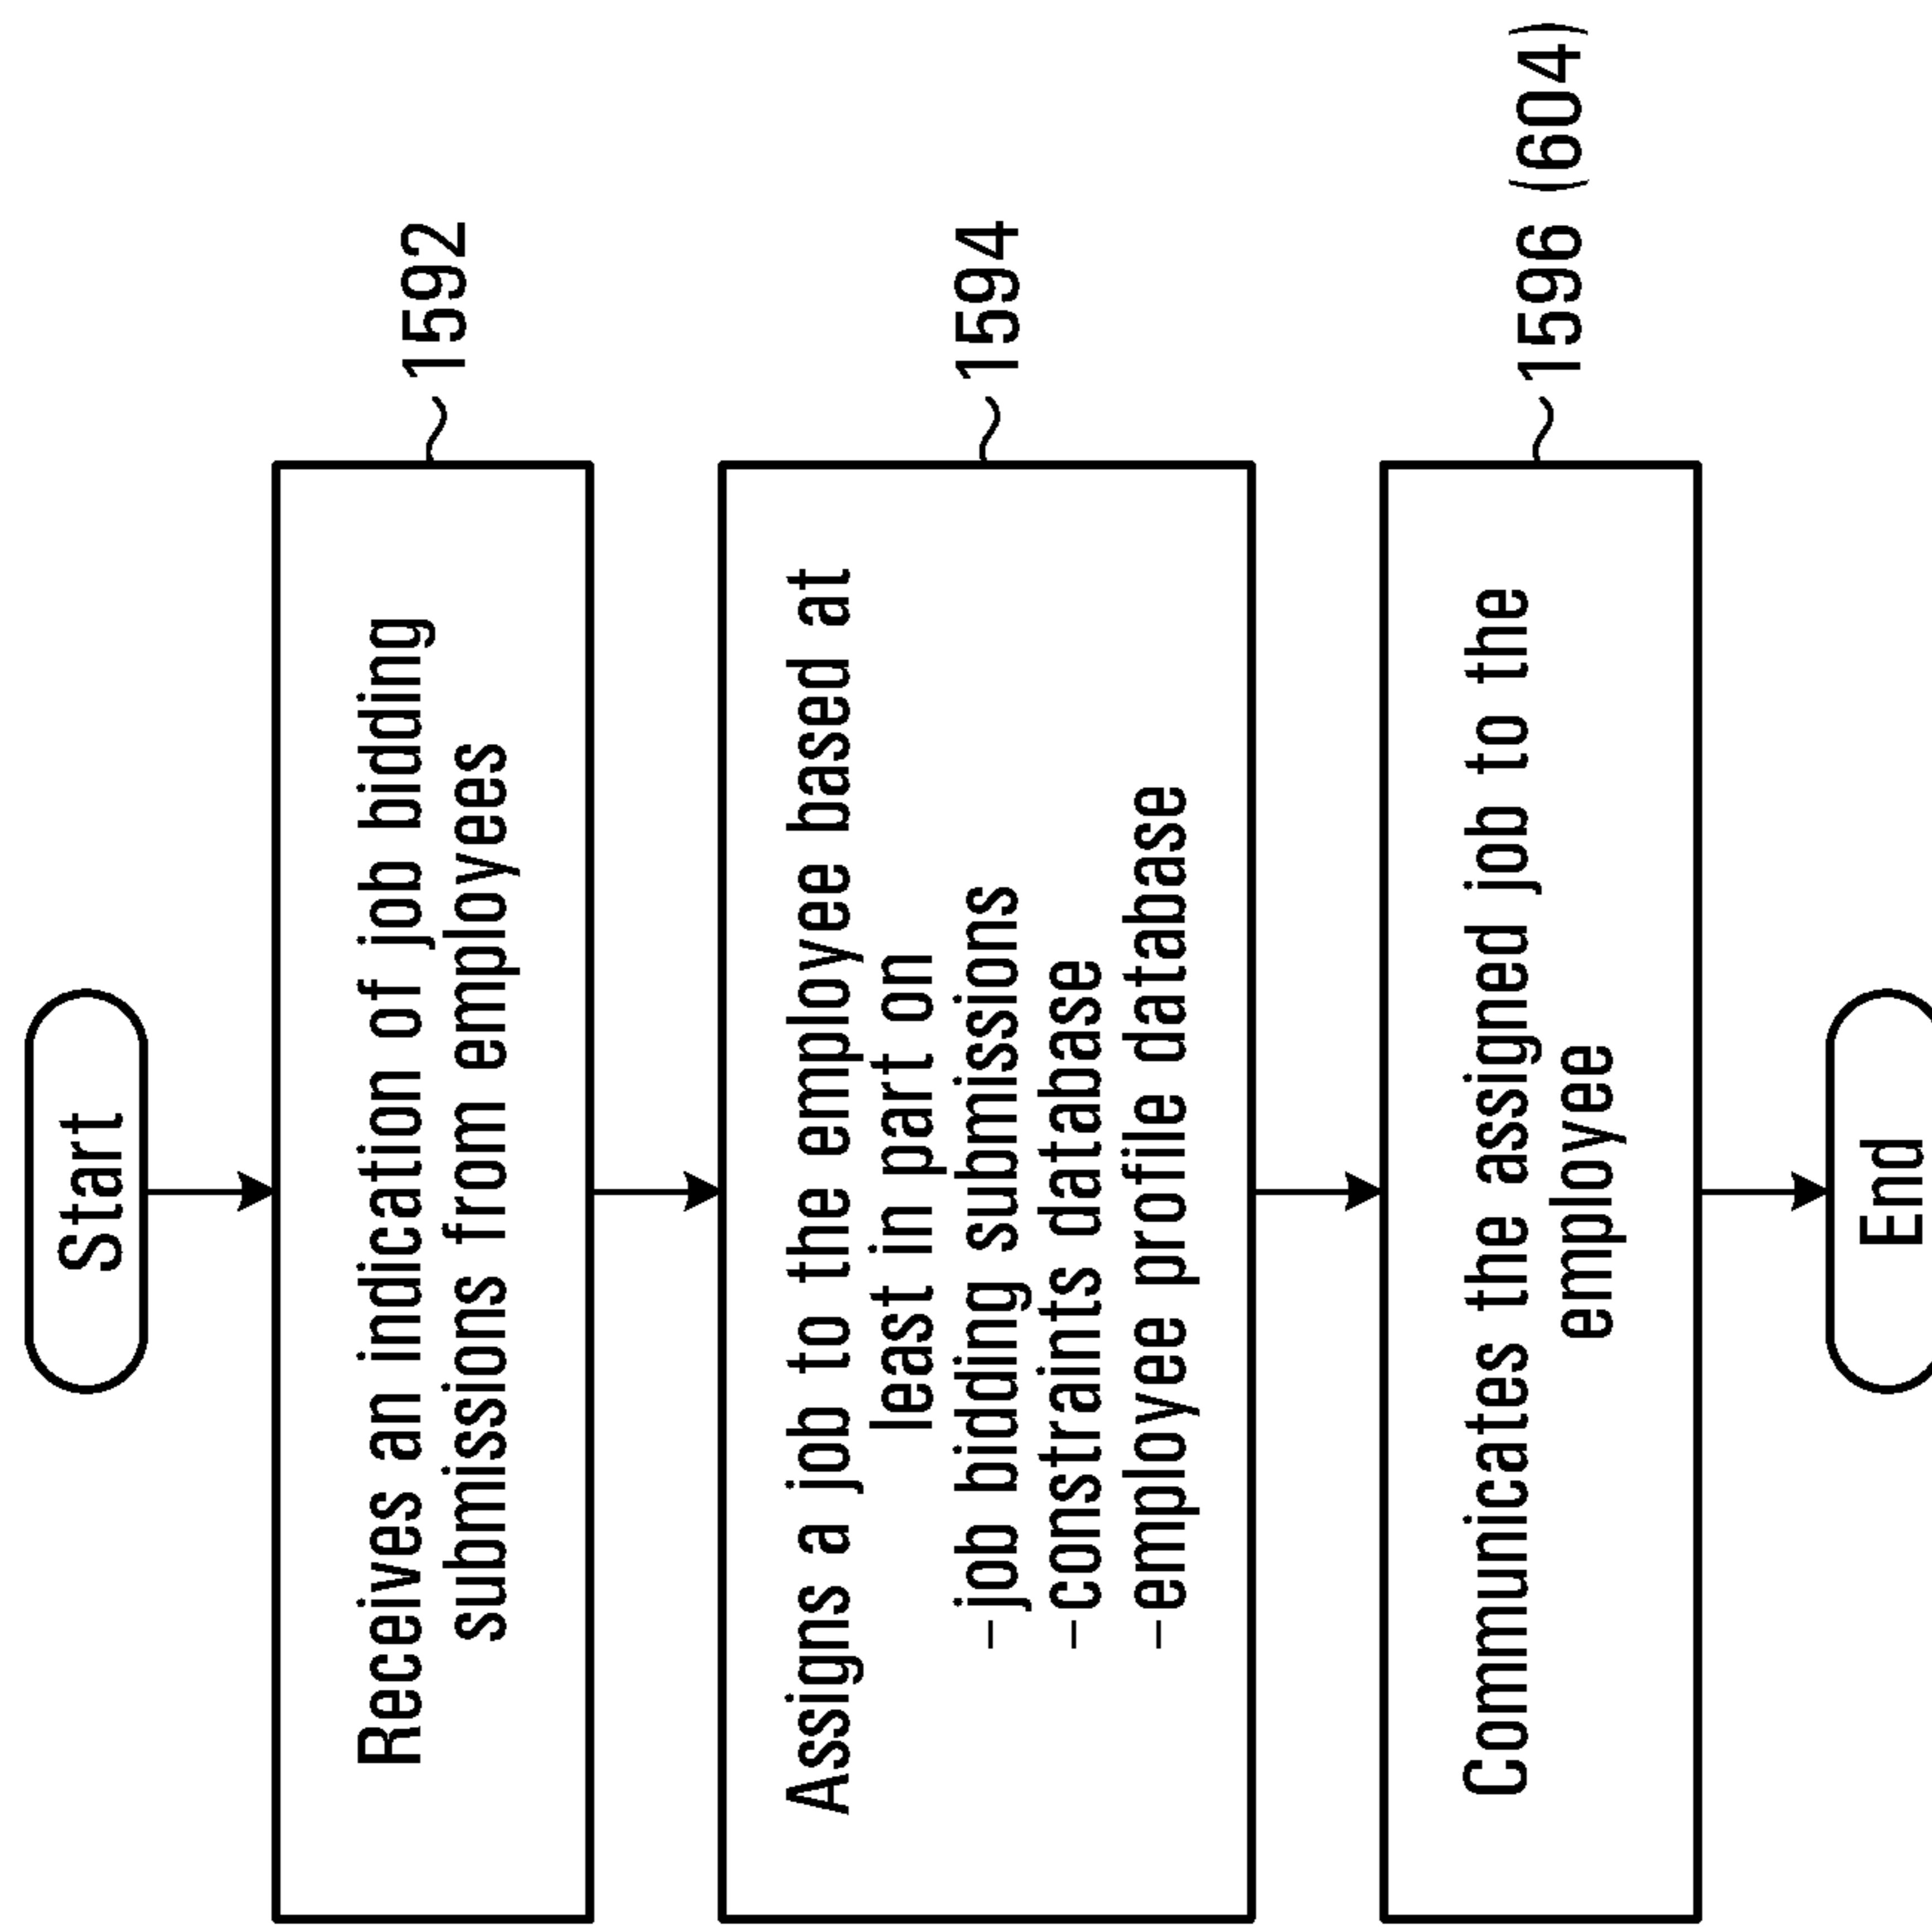 Start
Receives an indication of job bidding
submissions from employees
1592
Assigns a job to the employee based at
least in part on
-job bidding submissions
-constraints database
-employee profile database
1594
Communicates the assigned job to the
employee
1596 (604)
End